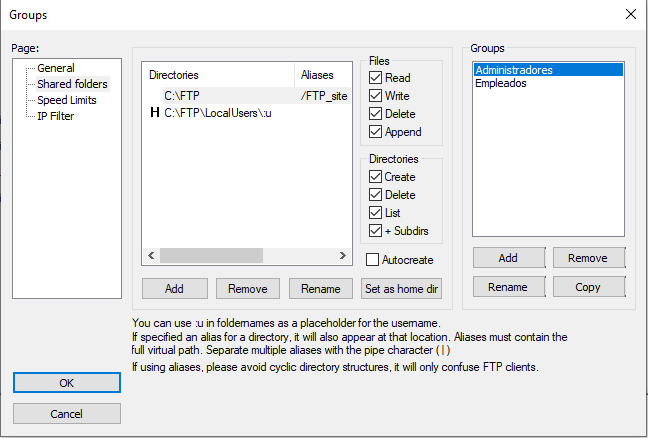 Groups
Page:
General
Shared folders
Speed Limits
IP Filter
OK
Cancel
Directories Aliases
C:\FTP /FTP_site
H C:\FTP\LocalUsers\:u
Add Remove Rename Set as home dir
Files
Read
Write
Delete
Append
Directories
Create
Delete
List
+ Subdirs
Autocreate
Groups
Administradores
Empleados
Add Remove
Rename Copy
You can use :u in foldernames as a placeholder for the username.
If specified an alias for a directory, it will also appear at that location. Aliases must contain the
full virtual path. Separate multiple aliases with the pipe character ( | )
If using aliases, please avoid cyclic directory structures, it will only confuse FTP clients.